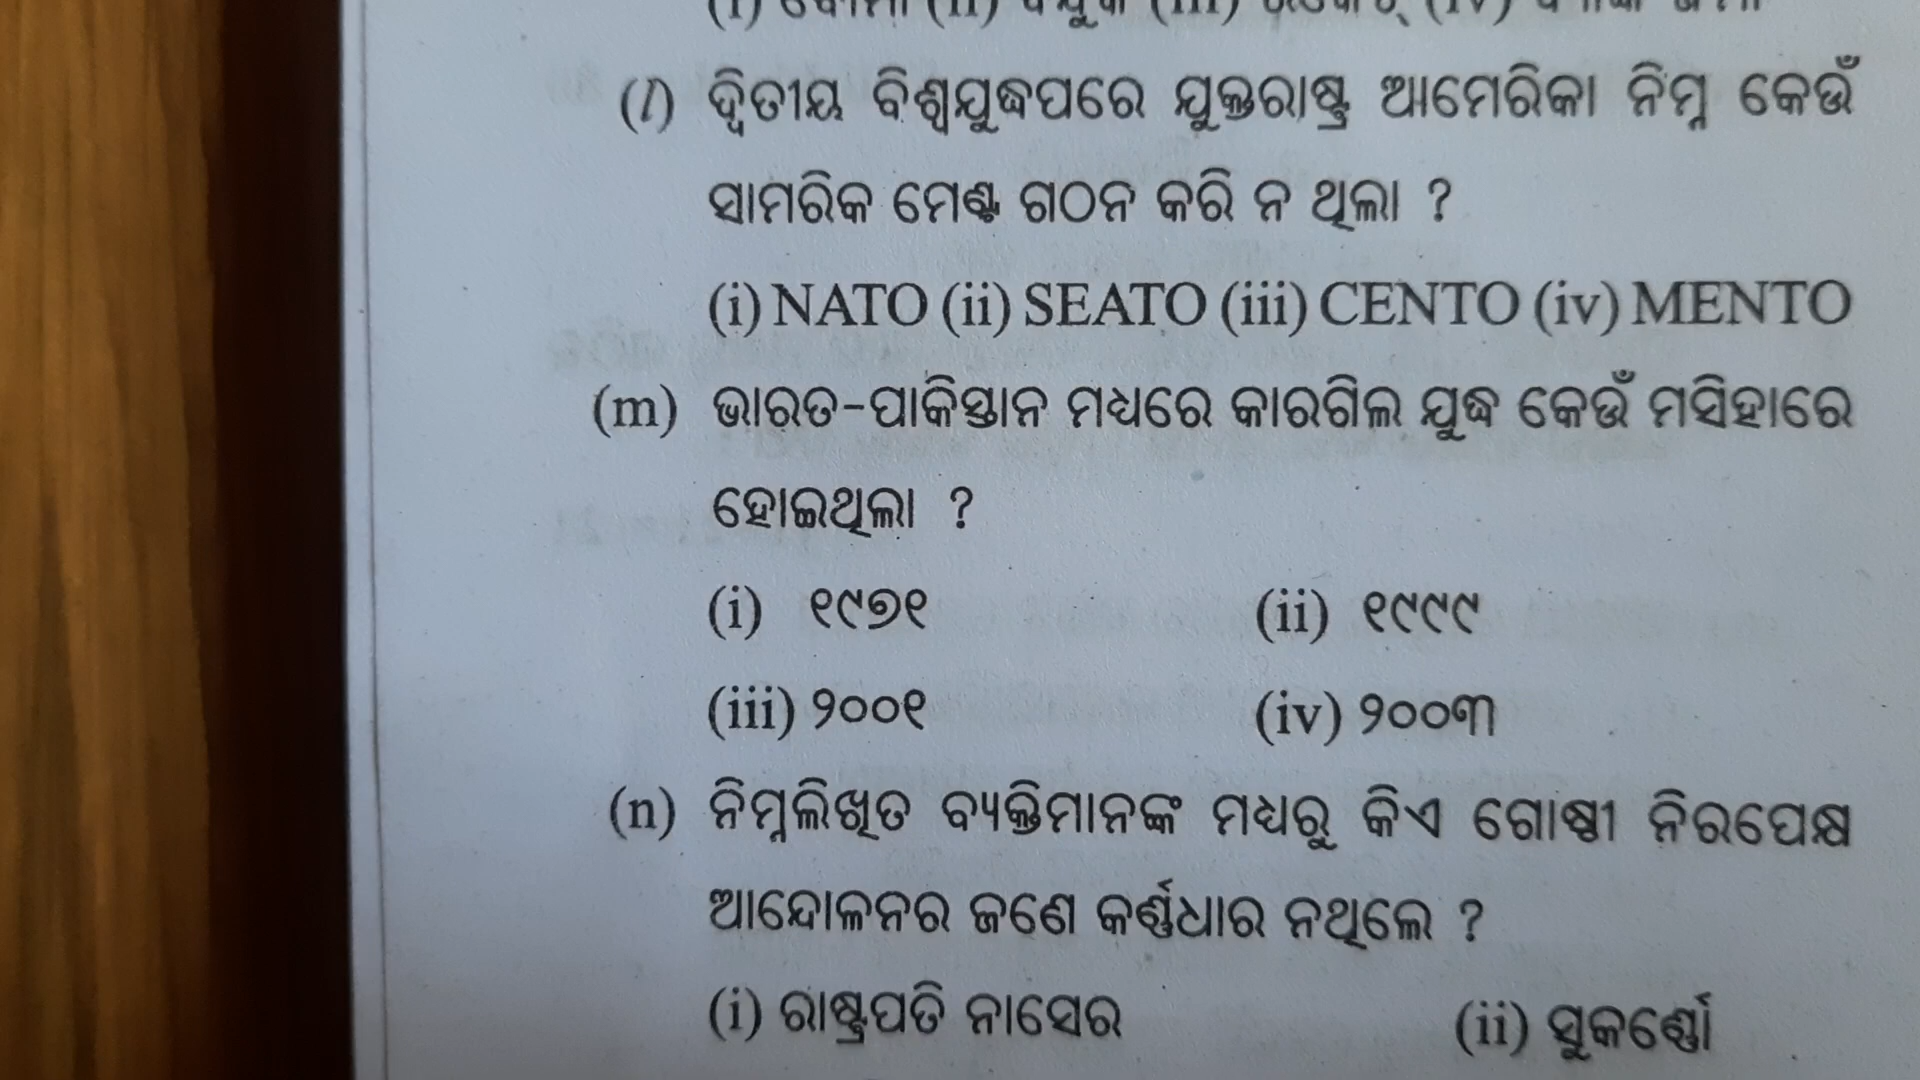 (l) ଦ୍ୱିତୀୟ ବିଶ୍ୱଯୁଦ୍ଧପରେ ଯୁକ୍ତରାଷ୍ଟ୍ର ଆମେରିକା ନିମ୍ନ କେଉଁ
ସାମରିକ ମେଣ୍ଟ ଗଠନ କରି ନ ଥିଲା ?
(i) NATO (ii) SEATO (iii) CENTO (iv) MENTO
(m) ଭାରତ-ପାକିସ୍ତାନ ମଧ୍ୟରେ କାରଗିଲ ଯୁଦ୍ଧ କେଉଁ ମସିହାରେ
ହୋଇଥିଲା ?
(i) ୧୯୭୧ (ii) ୧୯୯୯
(iii) ୨୦୦୧ (iv) ୨୦୦୩
(n) ନିମ୍ନଲିଖିତ ବ୍ୟକ୍ତିମାନଙ୍କ ମଧ୍ୟରୁ କିଏ ଗୋଷ୍ଠୀ ନିରପେକ୍ଷ
ଆନ୍ଦୋଳନର ଜଣେ କର୍ଣ୍ଣଧାର ନଥିଲେ ?
(i) ରାଷ୍ଟ୍ରପତି ନାସେର (ii) ସୁକର୍ଣ୍ଣୋ